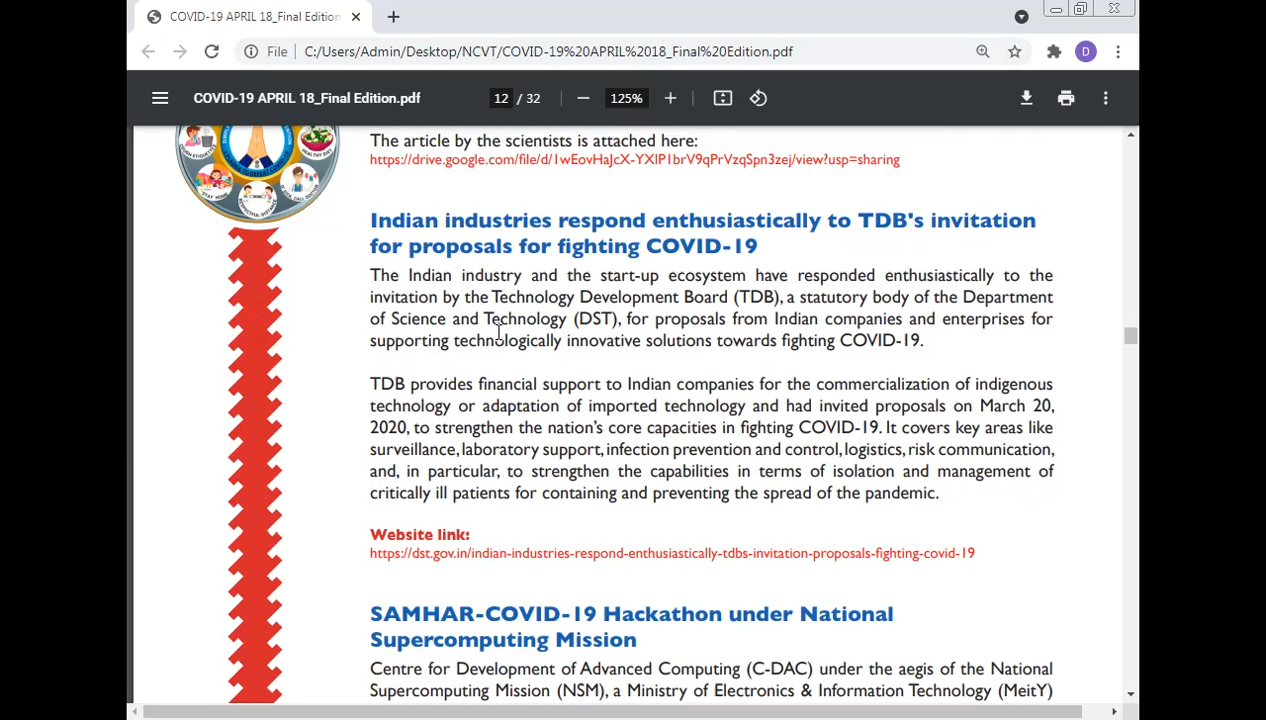 COVID-19 APRIL 18_Final Edition
File C:/Users/Admin/Desktop/NCVT/COVID-19%20APRIL%2018_Final%20Edition.pdf
D
COVID-19 APRIL 18_Final Edition.pdf
12 / 32
125%
HEALTHY DIET
STAY HOME
RESPECTFUL DISTANCE
IF SICK, CALL DOCTOR
The article by the scientists is attached here:
https://drive.google.com/file/d/1wEovHaJcX-YXIP1brV9qPrVzqSpn3zej/view?usp=sharing
Indian industries respond enthusiastically to TDB's invitation
for proposals for fighting COVID-19
The Indian industry and the start-up ecosystem have responded enthusiastically to the
invitation by the Technology Development Board (TDB), a statutory body of the Department
of Science and Technology (DST), for proposals from Indian companies and enterprises for
supporting technologically innovative solutions towards fighting COVID-19.
TDB provides financial support to Indian companies for the commercialization of indigenous
technology or adaptation of imported technology and had invited proposals on March 20,
2020, to strengthen the nation's core capacities in fighting COVID-19. It covers key areas like
surveillance, laboratory support, infection prevention and control, logistics, risk communication,
and, in particular, to strengthen the capabilities in terms of isolation and management of
critically ill patients for containing and preventing the spread of the pandemic.
Website link:
https://dst.gov.in/indian-industries-respond-enthusiastically-tdbs-invitation-proposals-fighting-covid-19
SAMHAR-COVID-19 Hackathon under National
Supercomputing Mission
Centre for Development of Advanced Computing (C-DAC) under the aegis of the National
Supercomputing Mission (NSM), a Ministry of Electronics & Information Technology (MeitY)